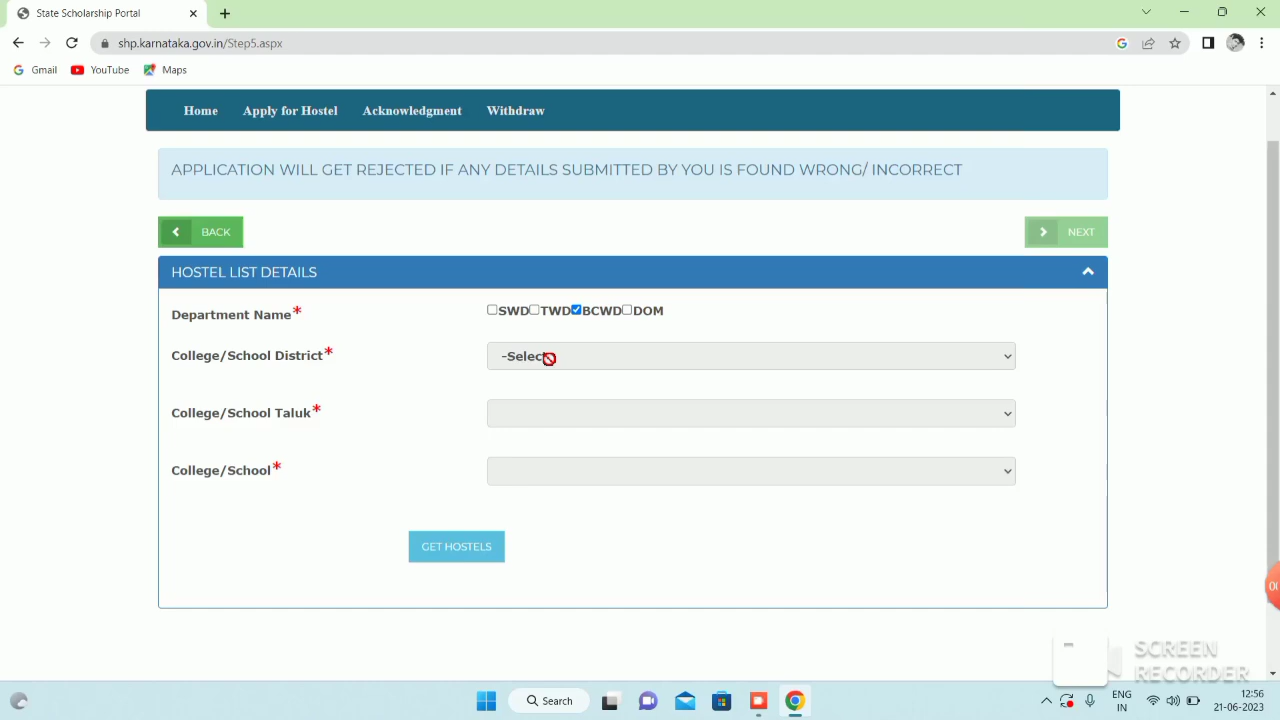 State Scholarship Portal
shp.karnataka.gov.in/Step5.aspx
Gmail YouTube Maps
Home Apply for Hostel Acknowledgment Withdraw
APPLICATION WILL GET REJECTED IF ANY DETAILS SUBMITTED BY YOU IS FOUND WRONG/ INCORRECT
BACK NEXT
HOSTEL LIST DETAILS
Department Name* SWD TWD BCWD DOM
College/School District* -Select
College/School Taluk*
College/School*
GET HOSTELS
00
SCREEN
RECORDER
Search
ENG
IN
12:56
21-06-2023